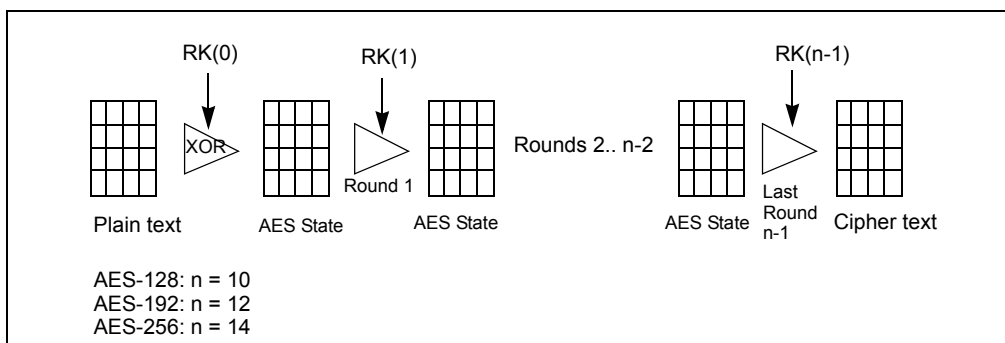 RK(0)
RK(1)
RK(n-1)
XOR
Rounds 2.. n-2
Round 1
Last
Round
n-1
Plain text
AES State
AES State
AES State
Cipher text
AES-128: n = 10
AES-192: n = 12
AES-256: n = 14